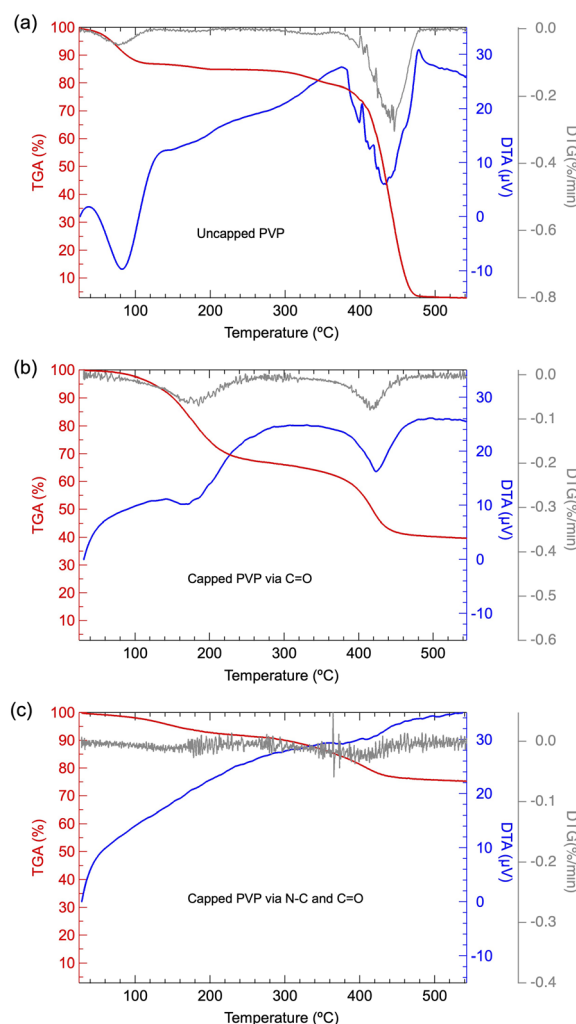 (a)
100
90
80
70
60
50
40
30
20
10
TGA (%)
30
20
10
0
-10
DTA (µV)
0.0
-0.2
-0.4
-0.6
-0.8
DTG(%/min)
Uncapped PVP
100 200 300 400 500
Temperature (ºC)
(b)
100
90
80
70
60
50
40
30
20
10
TGA (%)
30
20
10
0
-10
DTA (µV)
0.0
-0.1
-0.2
-0.3
-0.4
-0.5
-0.6
DTG(%/min)
Capped PVP via C=O
100 200 300 400 500
Temperature (ºC)
(c)
100
90
80
70
60
50
40
30
20
10
TGA (%)
30
20
10
0
-10
DTA (µV)
0.0
-0.1
-0.2
-0.3
-0.4
DTG(%/min)
Capped PVP via N-C and C=O
100 200 300 400 500
Temperature (ºC)